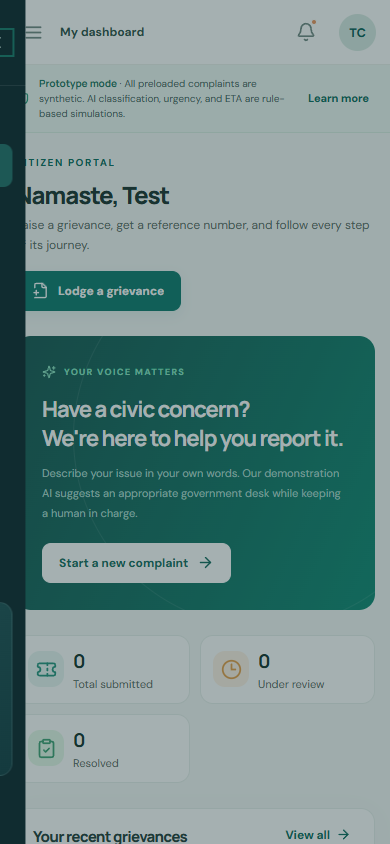 My dashboard
TC
Prototype mode · All preloaded complaints are
synthetic. AI classification, urgency, and ETA are rule-
based simulations.
Learn more
ITIZEN PORTAL
Namaste, Test
aise a grievance, get a reference number, and follow every step
its journey.
Lodge a grievance
YOUR VOICE MATTERS
Have a civic concern?
We're here to help you report it.
Describe your issue in your own words. Our demonstration
AI suggests an appropriate government desk while keeping
a human in charge.
Start a new complaint
0
Total submitted
0
Under review
0
Resolved
Your recent grievances
View all